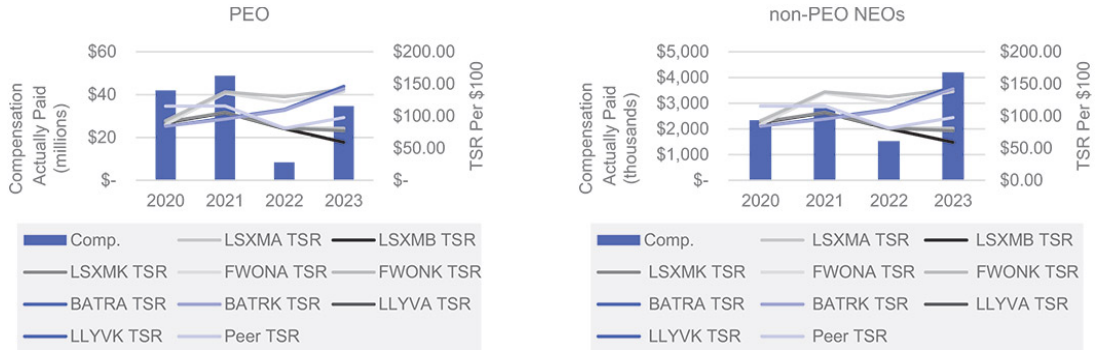 PEO
$60
$40
$20
$-
$200.00
$150.00
$100.00
$50.00
$-
Compensation
Actually Paid
(millions)
TSR Per $100
2020 2021 2022 2023
Comp. LSXMA TSR LSXMB TSR
LSXMK TSR FWONA TSR FWONK TSR
BATRA TSR BATRK TSR LLYVA TSR
LLYVK TSR Peer TSR
non-PEO NEOs
$5,000
$4,000
$3,000
$2,000
$1,000
$-
$200.00
$150.00
$100.00
$50.00
$0.00
Compensation
Actually Paid
(thousands)
TSR Per $100
2020 2021 2022 2023
Comp. LSXMA TSR LSXMB TSR
LSXMK TSR FWONA TSR FWONK TSR
BATRA TSR BATRK TSR LLYVA TSR
LLYVK TSR Peer TSR